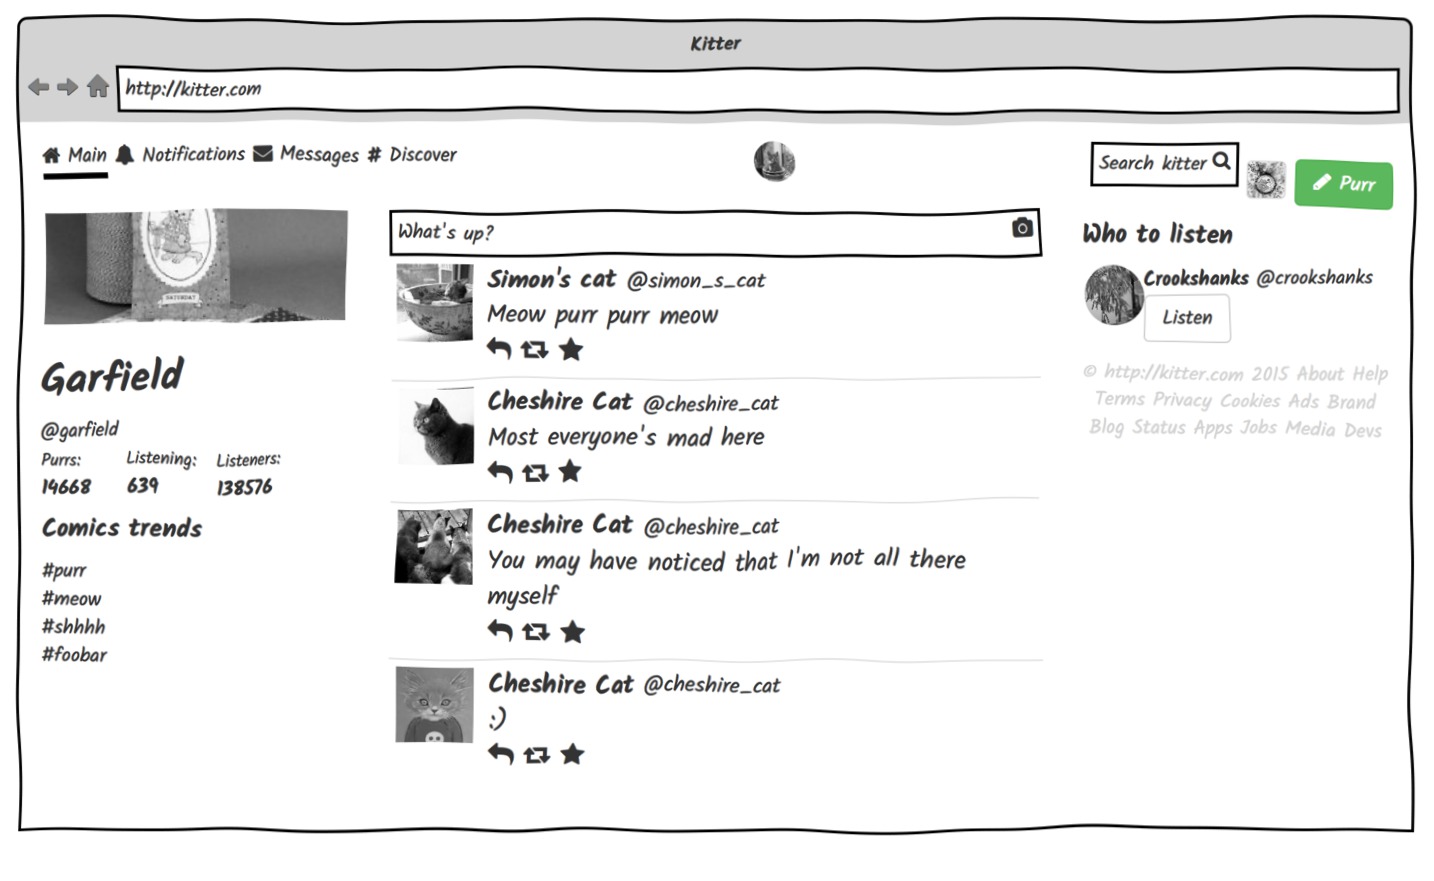 Kitter
http://kitter.com
Main Notifications Messages # Discover
Search kitter
Purr
SATURDAY
Garfield
@garfield
Purrs: Listening: Listeners:
14668 639 138576
Comics trends
#purr
#meow
#shhhh
#foobar
What's up?
Simon's cat @simon_s_cat
Meow purr purr meow
Cheshire Cat @cheshire_cat
Most everyone's mad here
Cheshire Cat @cheshire_cat
You may have noticed that I'm not all there
myself
Cheshire Cat @cheshire_cat
:)
Who to listen
Crookshanks @crookshanks
Listen
© http://kitter.com 2015 About Help
Terms Privacy Cookies Ads Brand
Blog Status Apps Jobs Media Devs